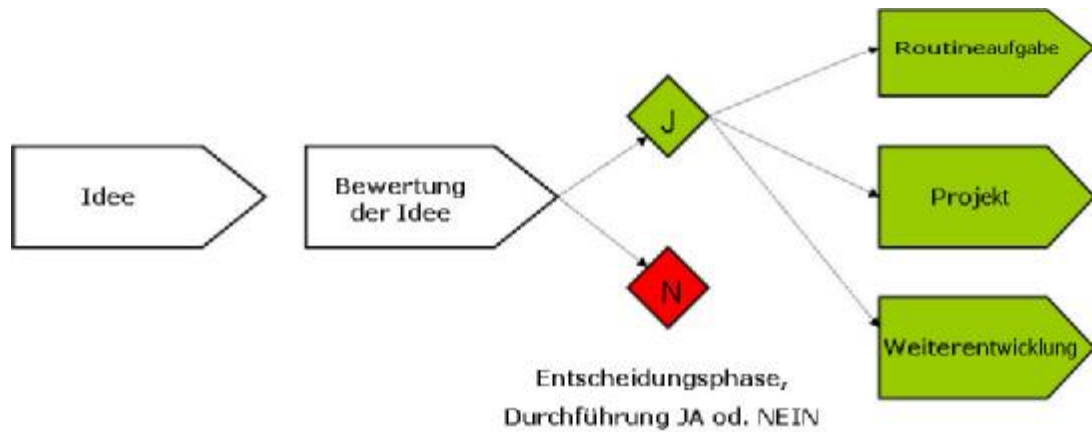 Idee
Bewertung
der Idee
J
N
Entscheidungsphase,
Durchführung JA od. NEIN
Routineaufgabe
Projekt
Weiterentwicklung